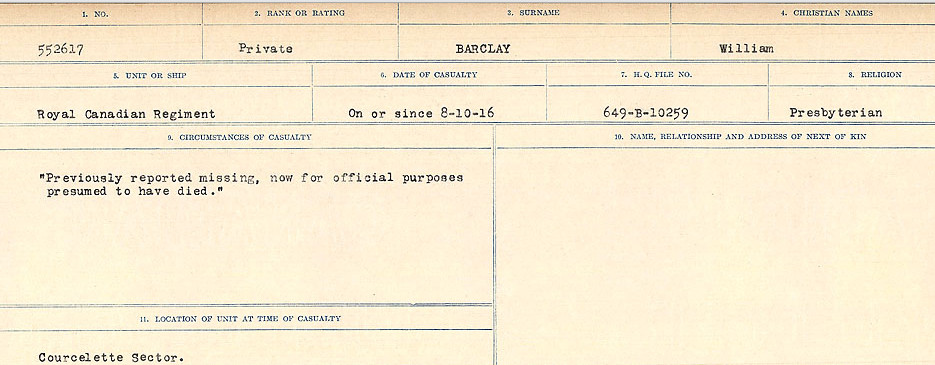 1. NO. 2. RANK OR RATING 3. SURNAME 4. CHRISTIAN NAMES
552617 Private BARCLAY William
5. UNIT OR SHIP 6. DATE OF CASUALTY 7. H.Q. FILE NO. 8. RELIGION
Royal Canadian Regiment On or since 8-10-16 649-B-10259 Presbyterian
9. CIRCUMSTANCES OF CASUALTY 10. NAME, RELATIONSHIP AND ADDRESS OF NEXT OF KIN
"Previously reported missing, now for official purposes
presumed to have died."
11. LOCATION OF UNIT AT TIME OF CASUALTY
Courcelette Sector.